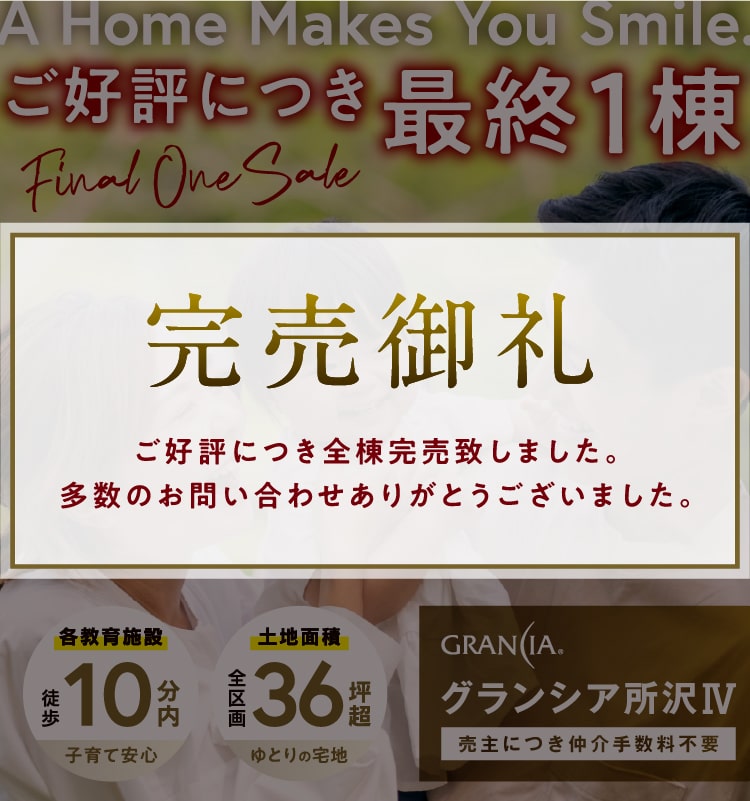 A Home Makes You Smile.
ご好評につき最終1棟
Final One Sale
完売御礼
ご好評につき全棟完売致しました。
多数のお問い合わせありがとうございました。
各教育施設
徒歩10分内
子育て安心
土地面積
全区画36坪超
ゆとりの宅地
GRANCIA®
グランシア所沢Ⅳ
売主につき仲介手数料不要